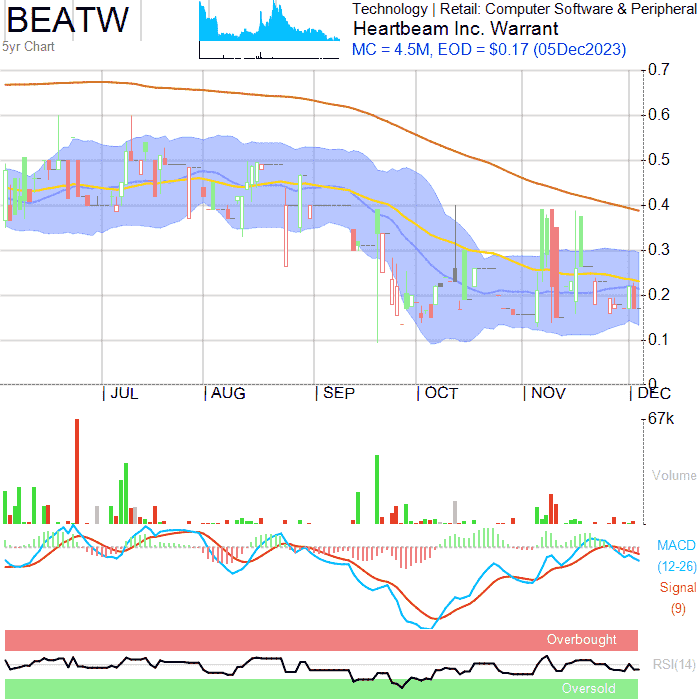 BEATW
5yr Chart
Technology | Retail: Computer Software & Peripheral
Heartbeam Inc. Warrant
MC = 4.5M, EOD = $0.17 (05Dec2023)
0.7
0.6
0.5
0.4
0.3
0.2
0.1
0
| JUL | AUG | SEP | OCT | NOV | DEC
67k
Volume
MACD
(12-26)
Signal
(9)
Overbought
RSI(14)
Oversold